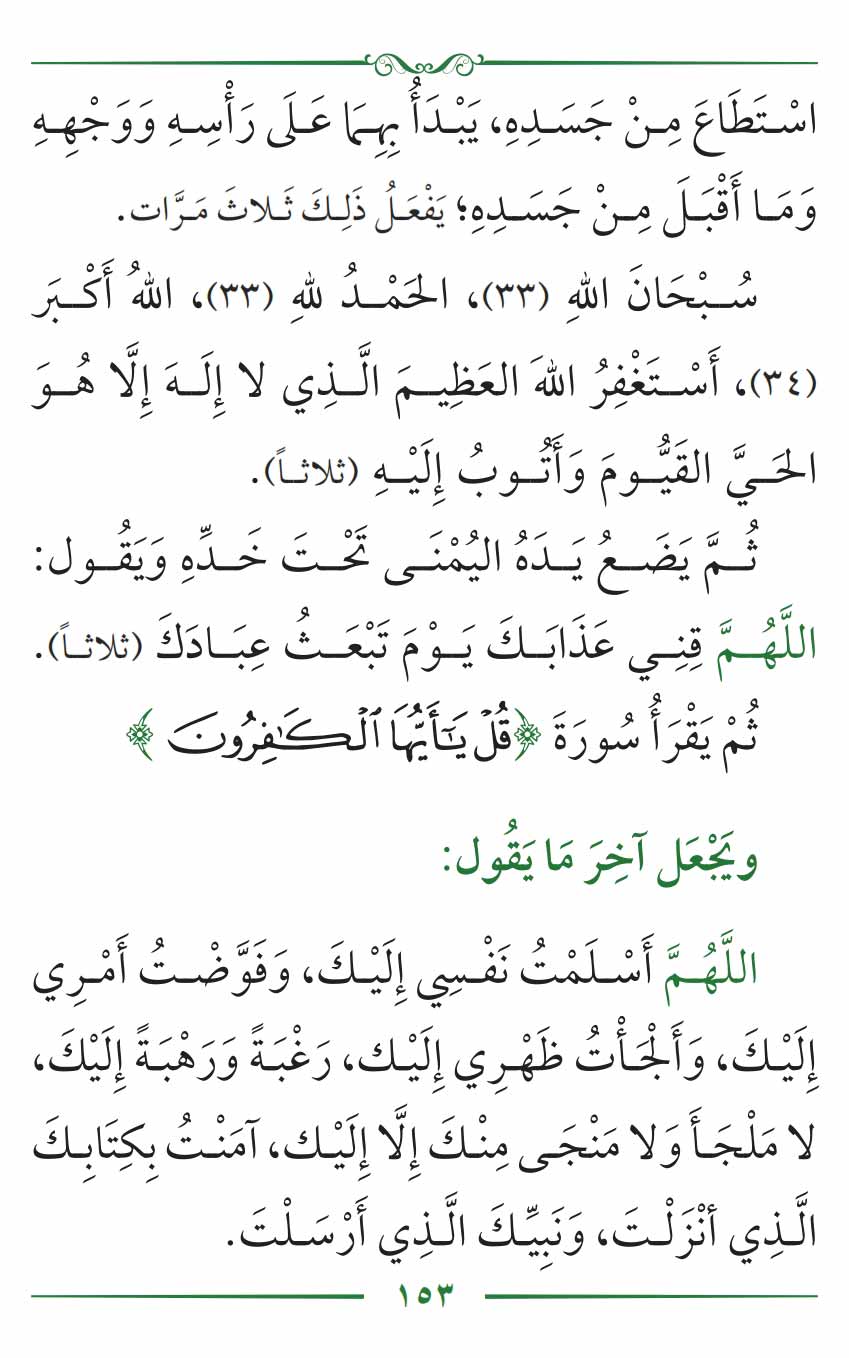 اسْتَطَاعَ مِنْ جَسَدِهِ، يَبْدَأُ بِهِمَا عَلَى رَأْسِهِ وَوَجْهِهِ
وَمَا أَقْبَلَ مِنْ جَسَدِهِ؛ يَفْعَلُ ذَلِكَ ثَلاثَ مَرَّات.
سُبْحَانَ اللهِ (٣٣)، الحَمْدُ للهِ (٣٣)، اللهُ أَكْبَر
(٣٤)، أَسْتَغْفِرُ اللهَ العَظِيمَ الَّذِي لا إِلَهَ إِلَّا هُوَ
الحَيَّ القَيُّومَ وَأَتُوبُ إِلَيْهِ (ثلاثاً).
ثُمَّ يَضَعُ يَدَهُ اليُمْنَى تَحْتَ خَدِّهِ وَيَقُول:
اللَّهُمَّ قِنِي عَذَابَكَ يَوْمَ تَبْعَثُ عِبَادَكَ (ثلاثاً).
ثُمْ يَقْرَأُ سُورَةَ ﴿قُلْ يَٰٓأَيُّهَا ٱلْكَٰفِرُونَ﴾
ويَجْعَل آخِرَ مَا يَقُول:
اللَّهُمَّ أَسْلَمْتُ نَفْسِي إِلَيْكَ، وَفَوَّضْتُ أَمْرِي
إِلَيْكَ، وَأَلْجَأْتُ ظَهْرِي إِلَيْك، رَغْبَةً وَرَهْبَةً إِلَيْكَ،
لا مَلْجَأَ وَلا مَنْجَى مِنْكَ إِلَّا إِلَيْك، آمَنْتُ بِكِتَابِكَ
الَّذِي أنْزَلْتَ، وَنَبِيِّكَ الَّذِي أَرْسَلْتَ.
١٥٣